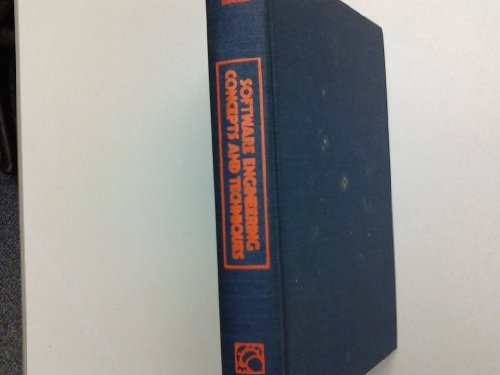 SOFTWARE ENGINEERING
CONCEPTS AND TECHNIQUES